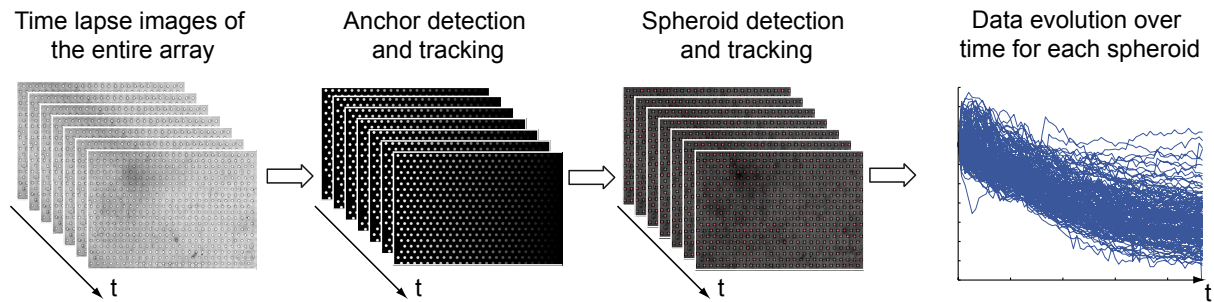 Time lapse images of
the entire array
Anchor detection
and tracking
Spheroid detection
and tracking
Data evolution over
time for each spheroid
t
t
t
t